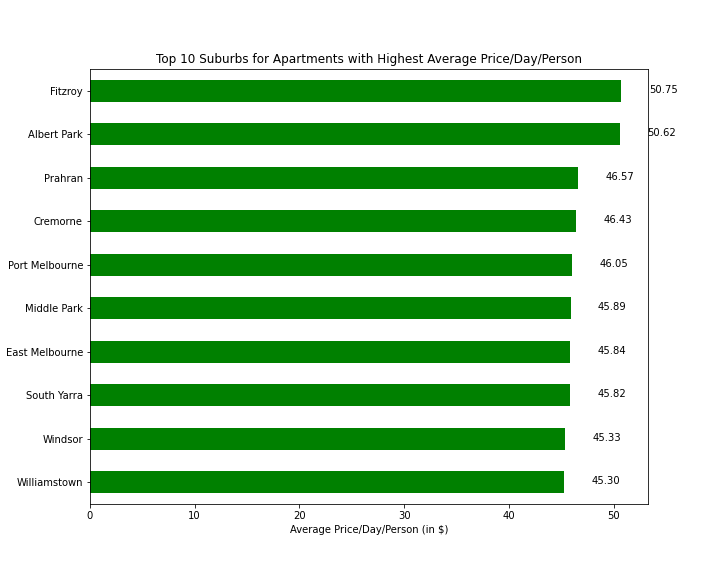 Top 10 Suburbs for Apartments with Highest Average Price/Day/Person
Fitzroy 50.75
Albert Park 50.62
Prahran 46.57
Cremorne 46.43
Port Melbourne 46.05
Middle Park 45.89
East Melbourne 45.84
South Yarra 45.82
Windsor 45.33
Williamstown 45.30
0 10 20 30 40 50
Average Price/Day/Person (in $)